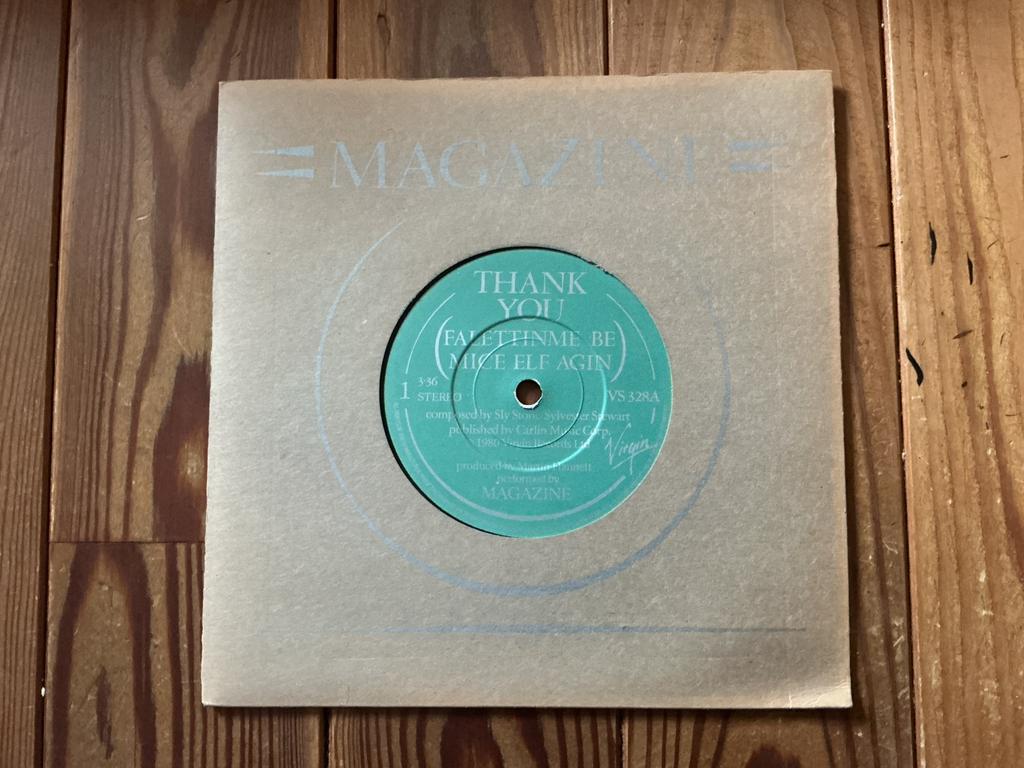 MAGAZINE
THANK
YOU
(FALETTINME BE
MICE ELF AGIN)
1 3·36
STEREO
VS 328A
composed by Sly Stone Sylvester Stewart
published by Carlin Music Corp.
1980 Virgin Records Ltd
Virgin
produced by Martin Hannett
performed by
MAGAZINE